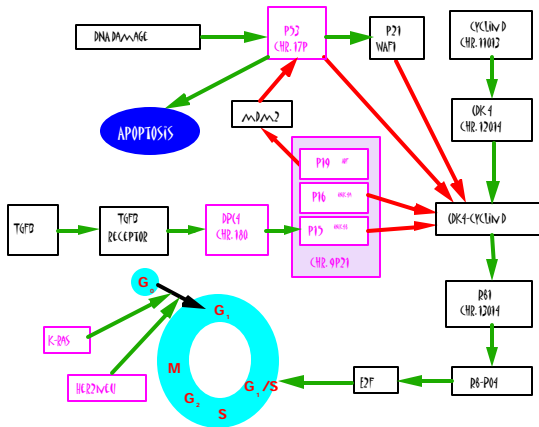 DNA DAMAGE
P53
CHR. 17P
P21
WAF1
CYCLIN D
CHR. 11Q13
CDK4
CHR. 12Q14
APOPTOSIS
MDM2
P19
P16
P15
CHR. 9P21
CDK4-CYCLIN D
TGFB
TGFB
RECEPTOR
DPC4
CHR. 18Q
RB1
CHR. 13Q14
RB-PO4
E2F
K-RAS
HER2NEU
G0
G1
G1/S
S
G2
M